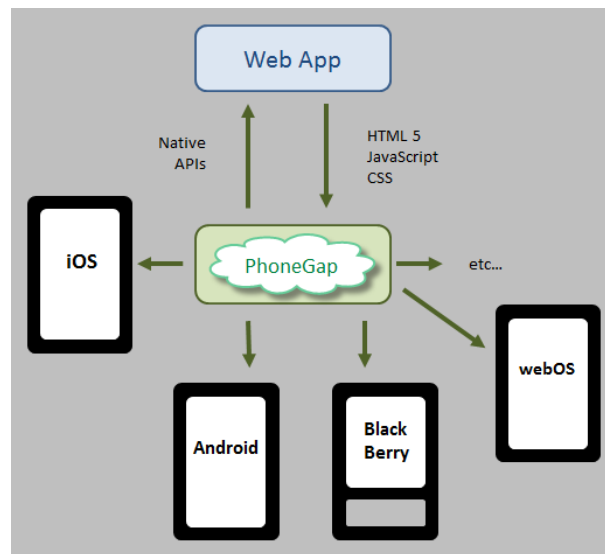 Web App
Native
APIs
HTML 5
JavaScript
CSS
iOS
PhoneGap
etc...
webOS
Android
Black
Berry